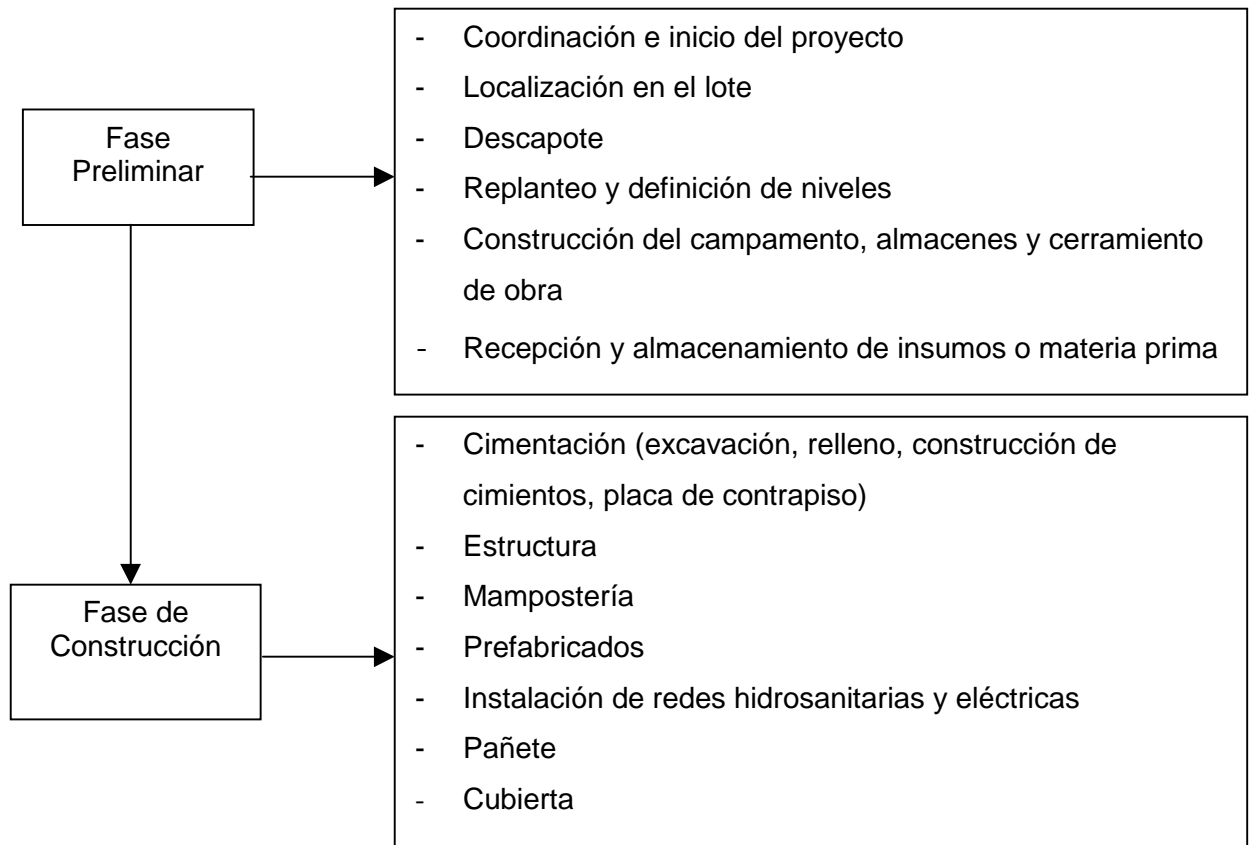 Fase
Preliminar
- Coordinación e inicio del proyecto
- Localización en el lote
- Descapote
- Replanteo y definición de niveles
- Construcción del campamento, almacenes y cerramiento
de obra
- Recepción y almacenamiento de insumos o materia prima
Fase de
Construcción
- Cimentación (excavación, relleno, construcción de
cimientos, placa de contrapiso)
- Estructura
- Mampostería
- Prefabricados
- Instalación de redes hidrosanitarias y eléctricas
- Pañete
- Cubierta